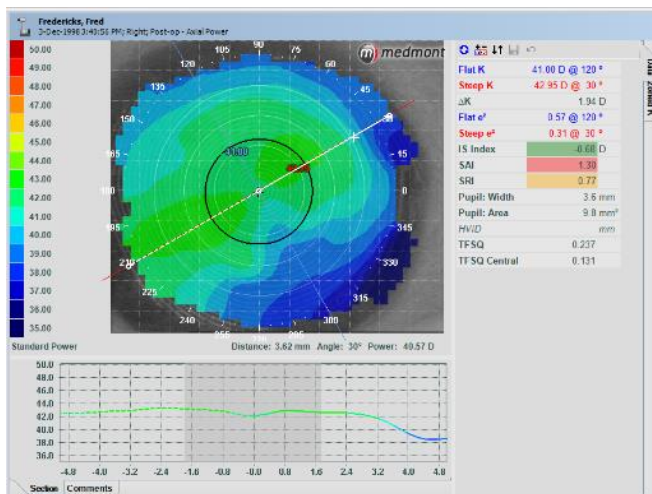 Fredericks, Fred
3-Dec-1998 3:40:56 PM; Right; Post-op - Axial Power
50.00
49.00
48.00
47.00
46.00
45.00
44.00
43.00
42.00
41.00
40.00
39.00
38.00
37.00
36.00
35.00
medmont
90
120
60
135
45
150
30
165
15
180
0
195
345
210
330
225
315
240
300
41.00
Standard Power
Distance: 3.62 mm Angle: 30° Power: 40.57 D
Flat K 41.00 D @ 120 °
Steep K 42.95 D @ 30 °
ΔK 1.94 D
Flat e² 0.57 @ 120 °
Steep e² 0.31 @ 30 °
IS Index -0.68 D
SAI 1.30
SRI 0.77
Pupil: Width 3.6 mm
Pupil: Area 9.8 mm²
HVID mm
TFSQ 0.237
TFSQ Central 0.131
50.0
48.0
46.0
44.0
42.0
40.0
38.0
36.0
-4.8 -4.0 -3.2 -2.4 -1.6 -0.8 -0.0 0.8 1.6 2.4 3.2 4.0 4.8
Section Comments